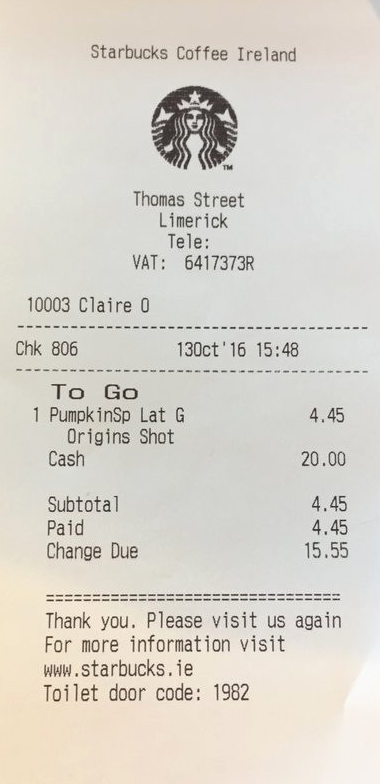 Starbucks Coffee Ireland
TM
Thomas Street
Limerick
Tele:
VAT: 6417373R
10003 Claire O
Chk 806 13Oct'16 15:48
To Go
1 PumpkinSp Lat G 4.45
Origins Shot
Cash 20.00
Subtotal 4.45
Paid 4.45
Change Due 15.55
Thank you. Please visit us again
For more information visit
www.starbucks.ie
Toilet door code: 1982